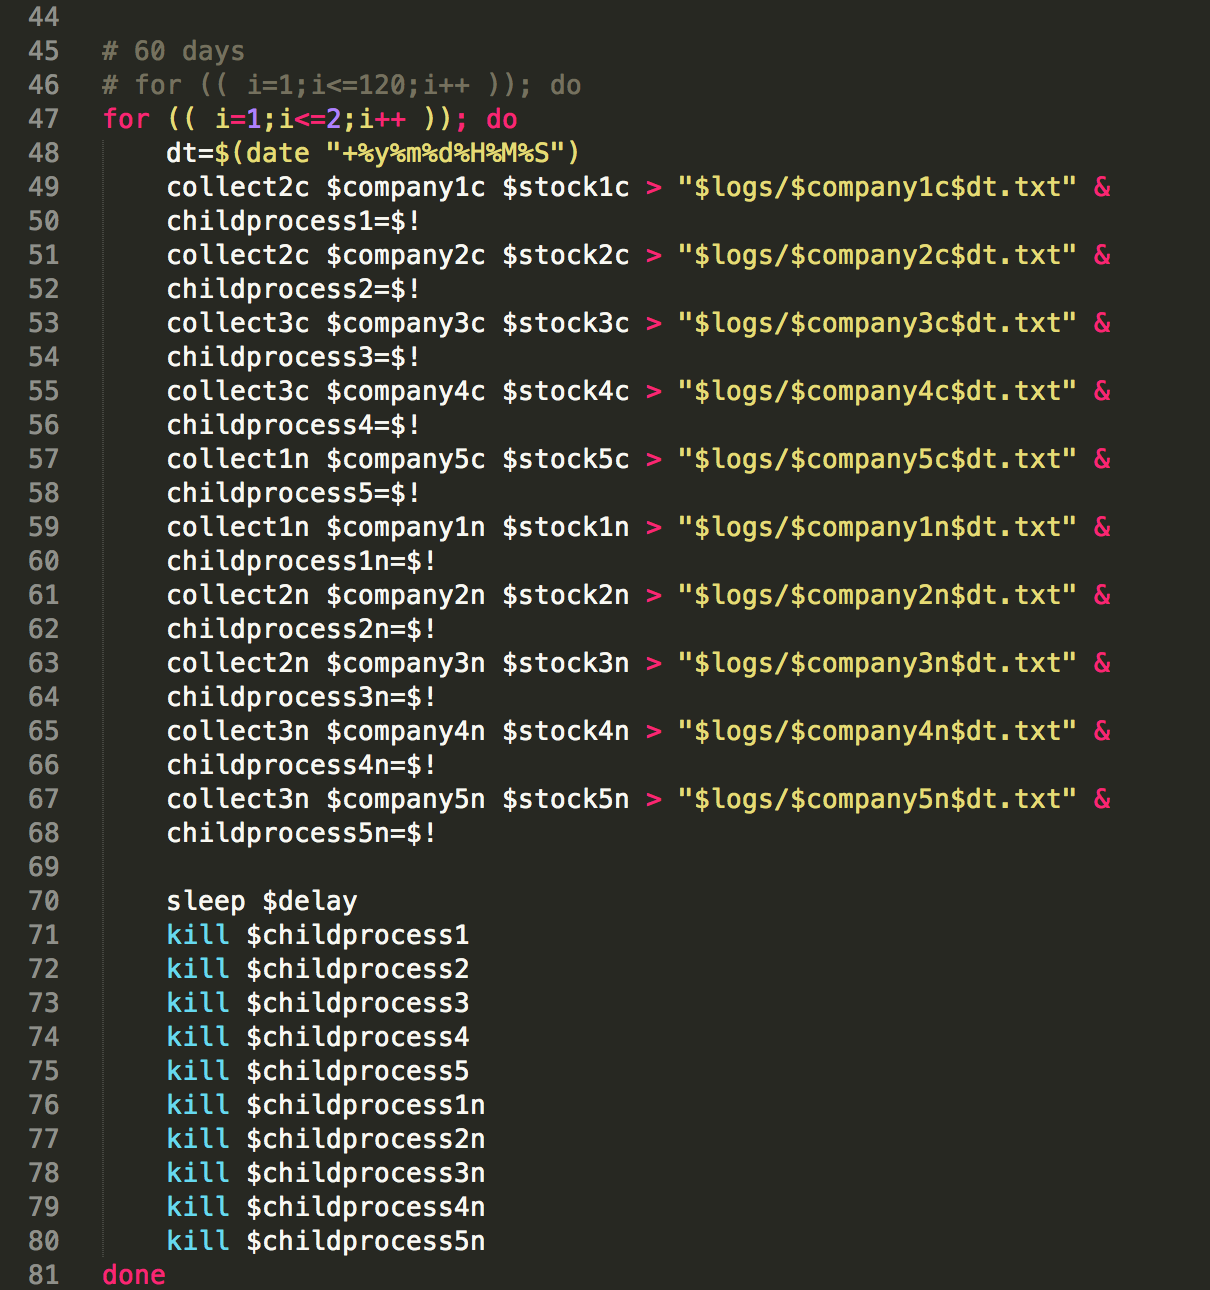 44
45 # 60 days
46 # for (( i=1;i<=120;i++ )); do
47 for (( i=1;i<=2;i++ )); do
48 dt=$(date "+%y%m%d%H%M%S")
49 collect2c $company1c $stock1c > "$logs/$company1c$dt.txt" &
50 childprocess1=$!
51 collect2c $company2c $stock2c > "$logs/$company2c$dt.txt" &
52 childprocess2=$!
53 collect3c $company3c $stock3c > "$logs/$company3c$dt.txt" &
54 childprocess3=$!
55 collect3c $company4c $stock4c > "$logs/$company4c$dt.txt" &
56 childprocess4=$!
57 collect1n $company5c $stock5c > "$logs/$company5c$dt.txt" &
58 childprocess5=$!
59 collect1n $company1n $stock1n > "$logs/$company1n$dt.txt" &
60 childprocess1n=$!
61 collect2n $company2n $stock2n > "$logs/$company2n$dt.txt" &
62 childprocess2n=$!
63 collect2n $company3n $stock3n > "$logs/$company3n$dt.txt" &
64 childprocess3n=$!
65 collect3n $company4n $stock4n > "$logs/$company4n$dt.txt" &
66 childprocess4n=$!
67 collect3n $company5n $stock5n > "$logs/$company5n$dt.txt" &
68 childprocess5n=$!
69
70 sleep $delay
71 kill $childprocess1
72 kill $childprocess2
73 kill $childprocess3
74 kill $childprocess4
75 kill $childprocess5
76 kill $childprocess1n
77 kill $childprocess2n
78 kill $childprocess3n
79 kill $childprocess4n
80 kill $childprocess5n
81 done